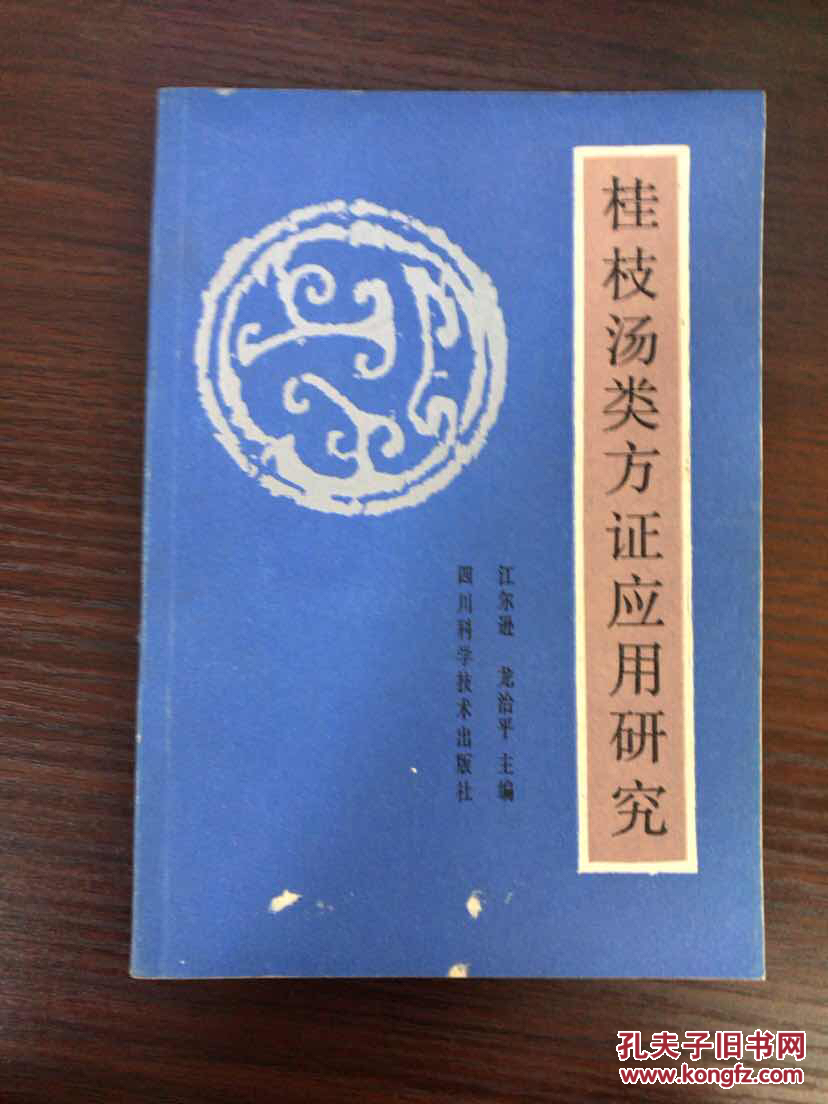 桂枝汤类方证应用研究
江尔逊 龙治平 主编
四川科学技术出版社
孔夫子旧书网
www.kongfz.com